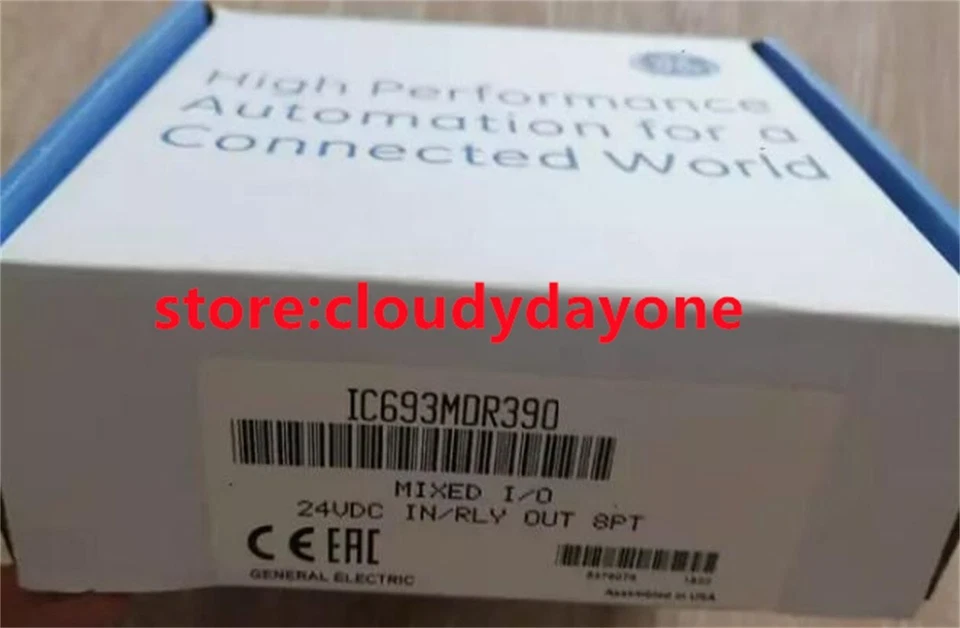 High Performance
Automation for a
Connected World
store:cloudydayone
IC693MDR390
MIXED I/O
24VDC IN/RLY OUT 8PT
CE EAC
GENERAL ELECTRIC
Assembled in USA